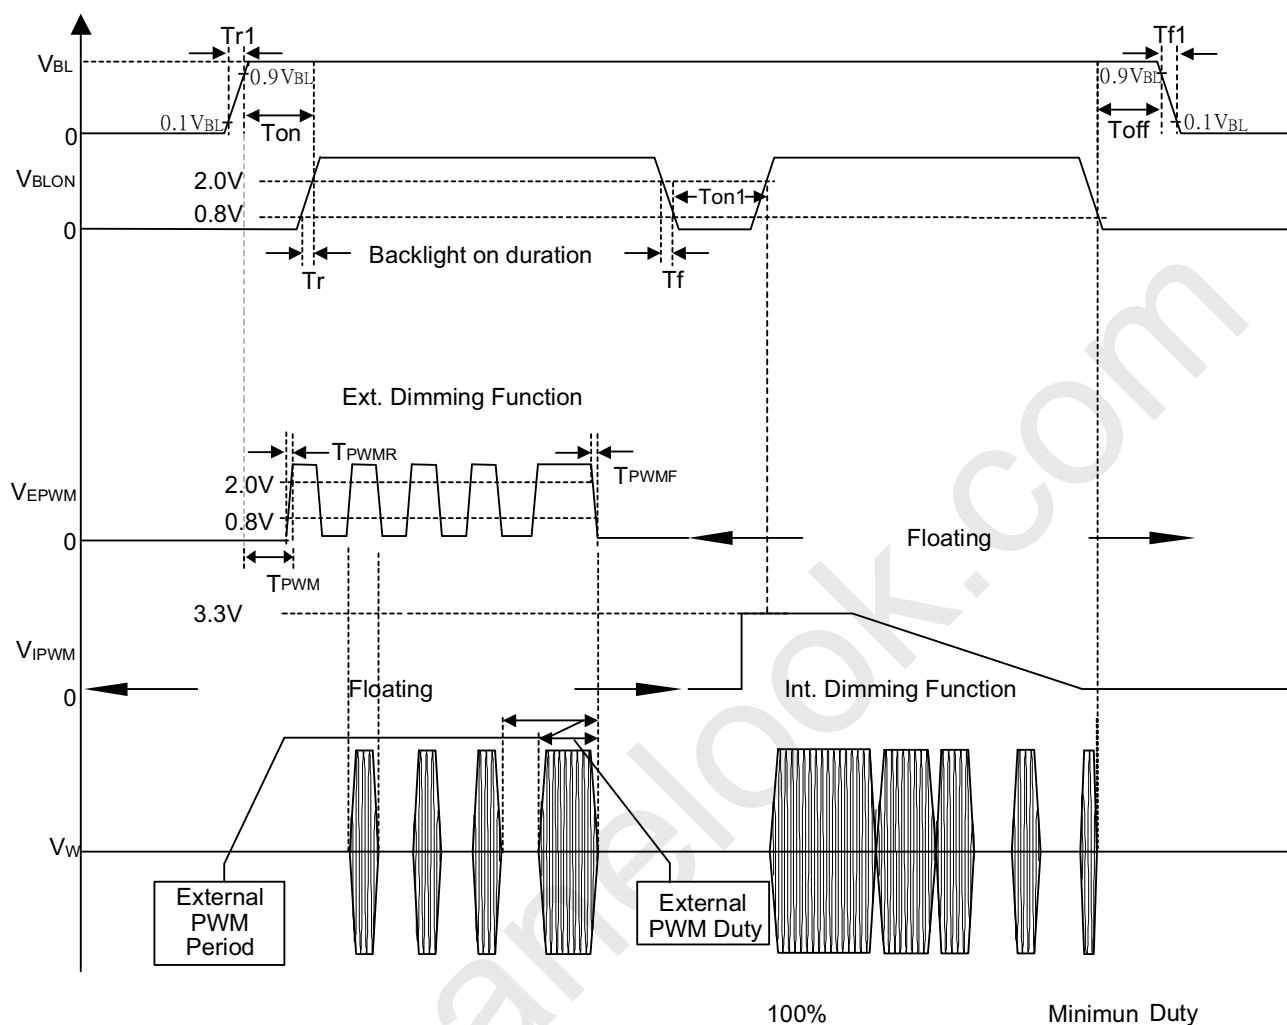 Tr1
Tf1
VBL
0.9VBL
0.9VBL
0.1VBL
Ton
Toff
0.1VBL
0
VBLON
2.0V
Ton1
0.8V
0
Backlight on duration
Tr
Tf
Ext. Dimming Function
TPWMR
TPWMF
VEPWM
2.0V
0.8V
0
Floating
TPWM
3.3V
VIPWM
0
Floating
Int. Dimming Function
VW
External
PWM
Period
External
PWM Duty
100%
Minimun Duty
anelook.com